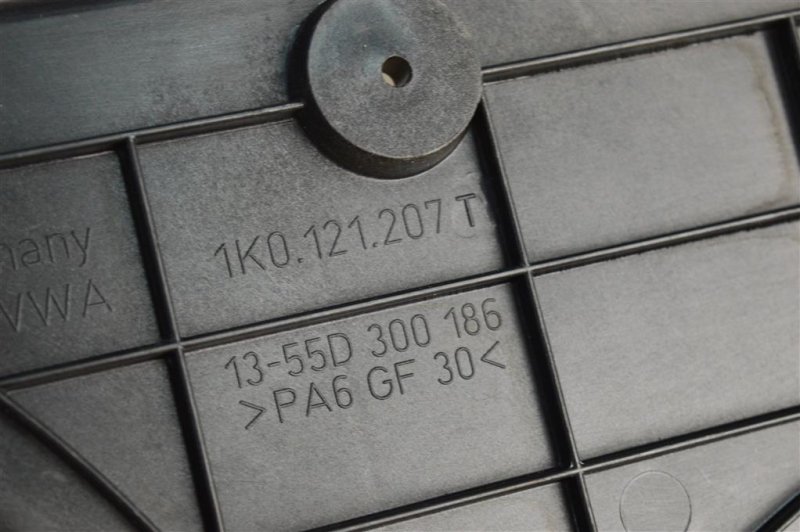 many
VWA
1K0.121.207 T
13-55D 300 186
>PA6 GF 30<